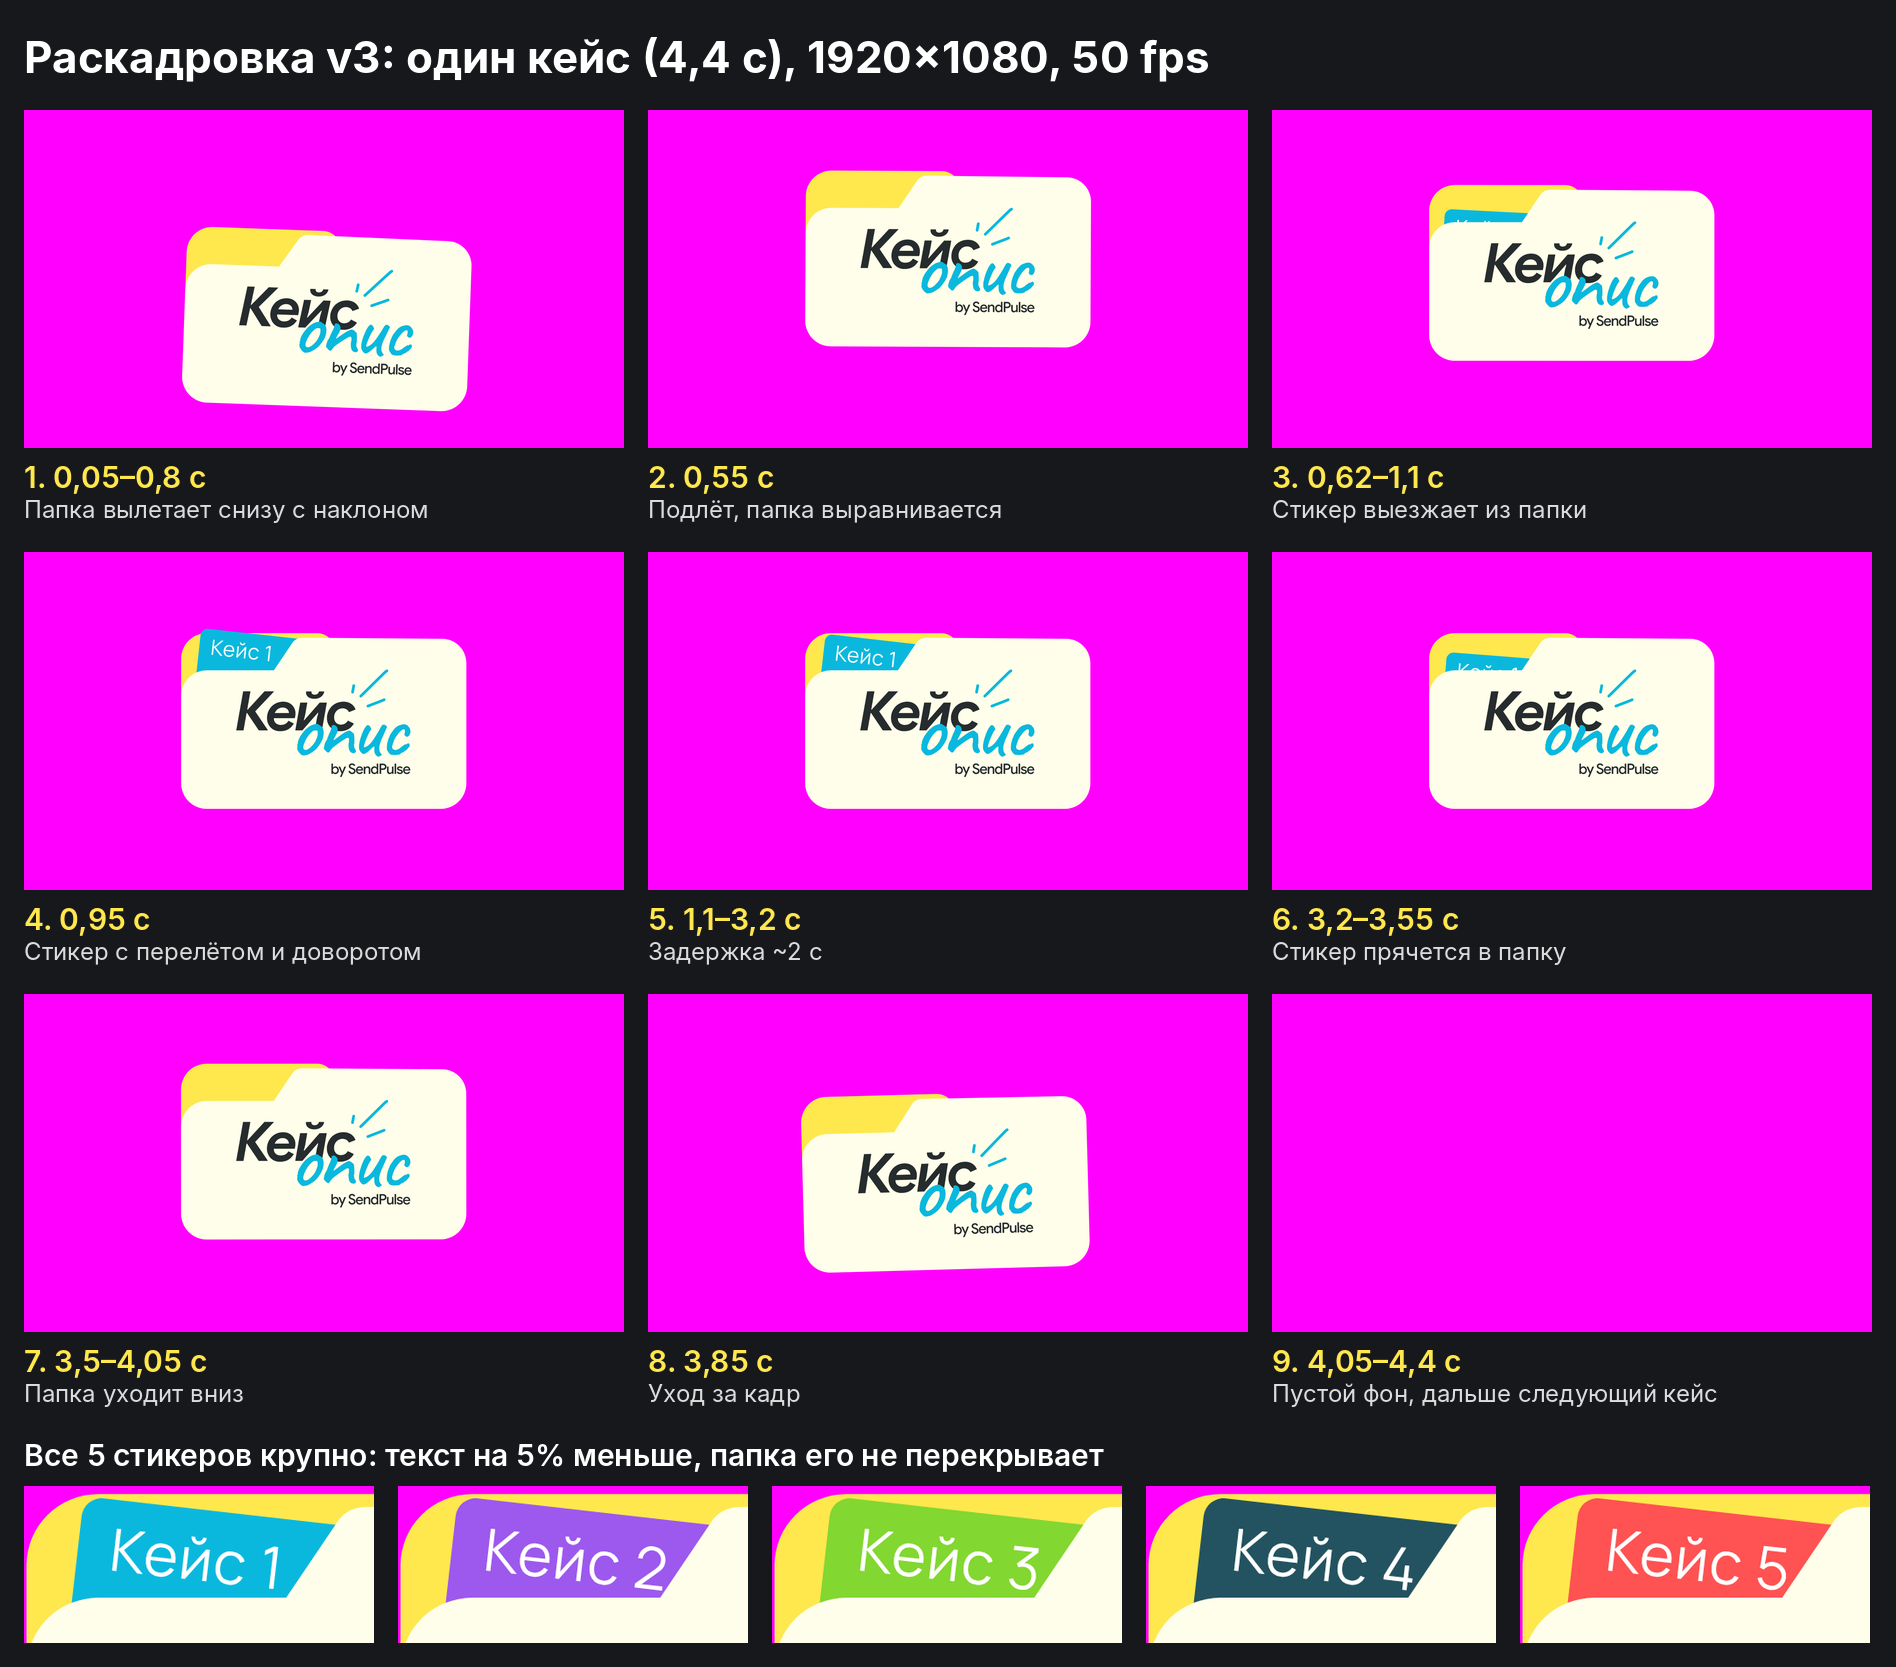 Раскадровка v3: один кейс (4,4 с), 1920×1080, 50 fps
Кейс
опис
by SendPulse
Кейс
опис
by SendPulse
Кейс
опис
by SendPulse
1. 0,05–0,8 с
Папка вылетает снизу с наклоном
2. 0,55 с
Подлёт, папка выравнивается
3. 0,62–1,1 с
Стикер выезжает из папки
Кейс 1
Кейс
опис
by SendPulse
Кейс 1
Кейс
опис
by SendPulse
Кейс
опис
by SendPulse
4. 0,95 с
Стикер с перелётом и доворотом
5. 1,1–3,2 с
Задержка ~2 с
6. 3,2–3,55 с
Стикер прячется в папку
Кейс
опис
by SendPulse
Кейс
опис
by SendPulse
7. 3,5–4,05 с
Папка уходит вниз
8. 3,85 с
Уход за кадр
9. 4,05–4,4 с
Пустой фон, дальше следующий кейс
Все 5 стикеров крупно: текст на 5% меньше, папка его не перекрывает
Кейс 1
Кейс 2
Кейс 3
Кейс 4
Кейс 5